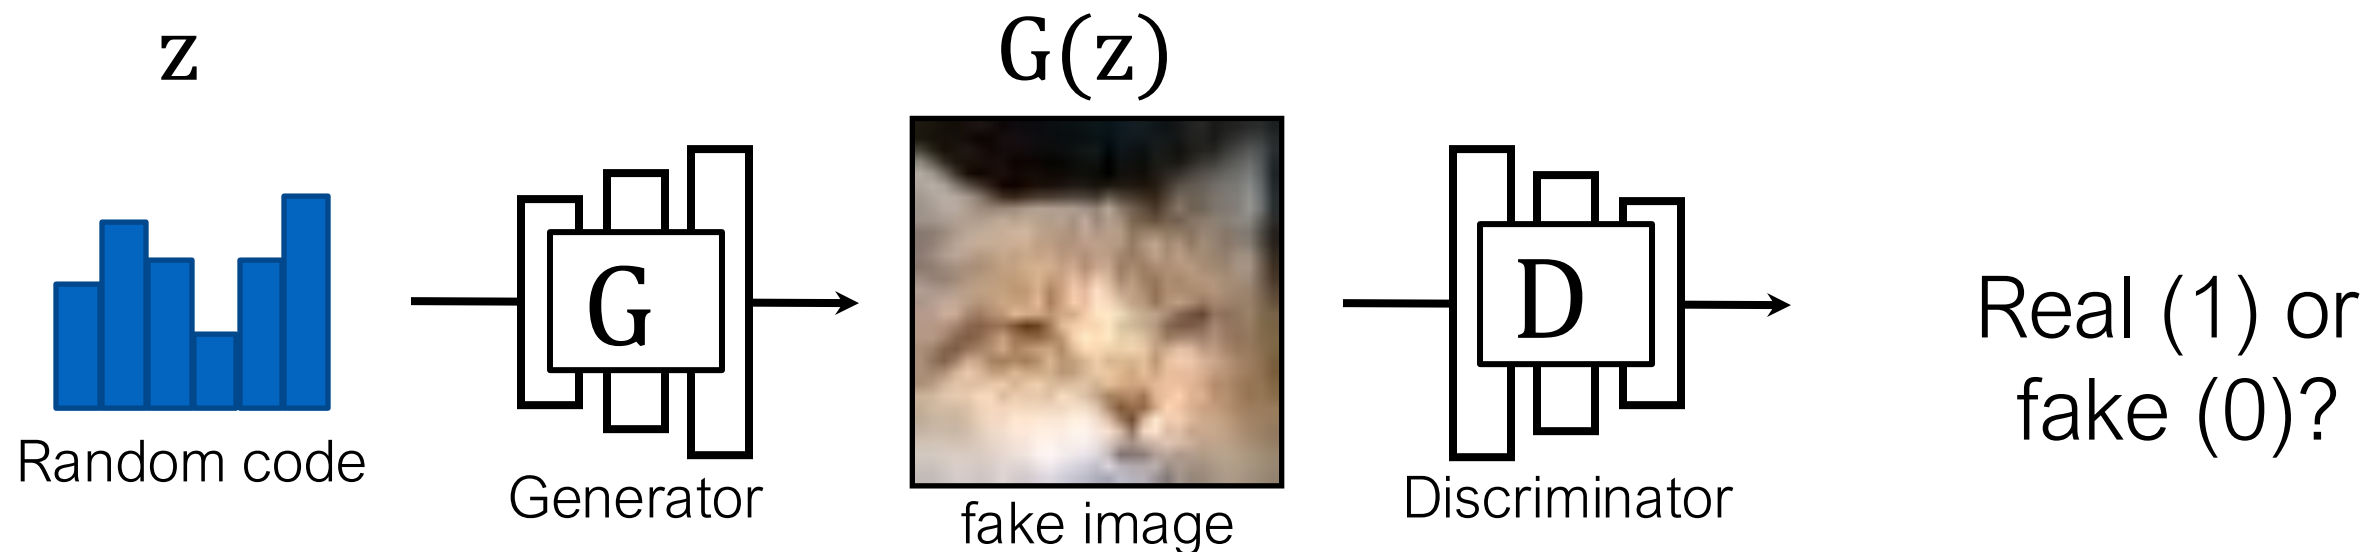 z
G(z)
G
D
Real (1) or
fake (0)?
Random code
Generator
fake image
Discriminator